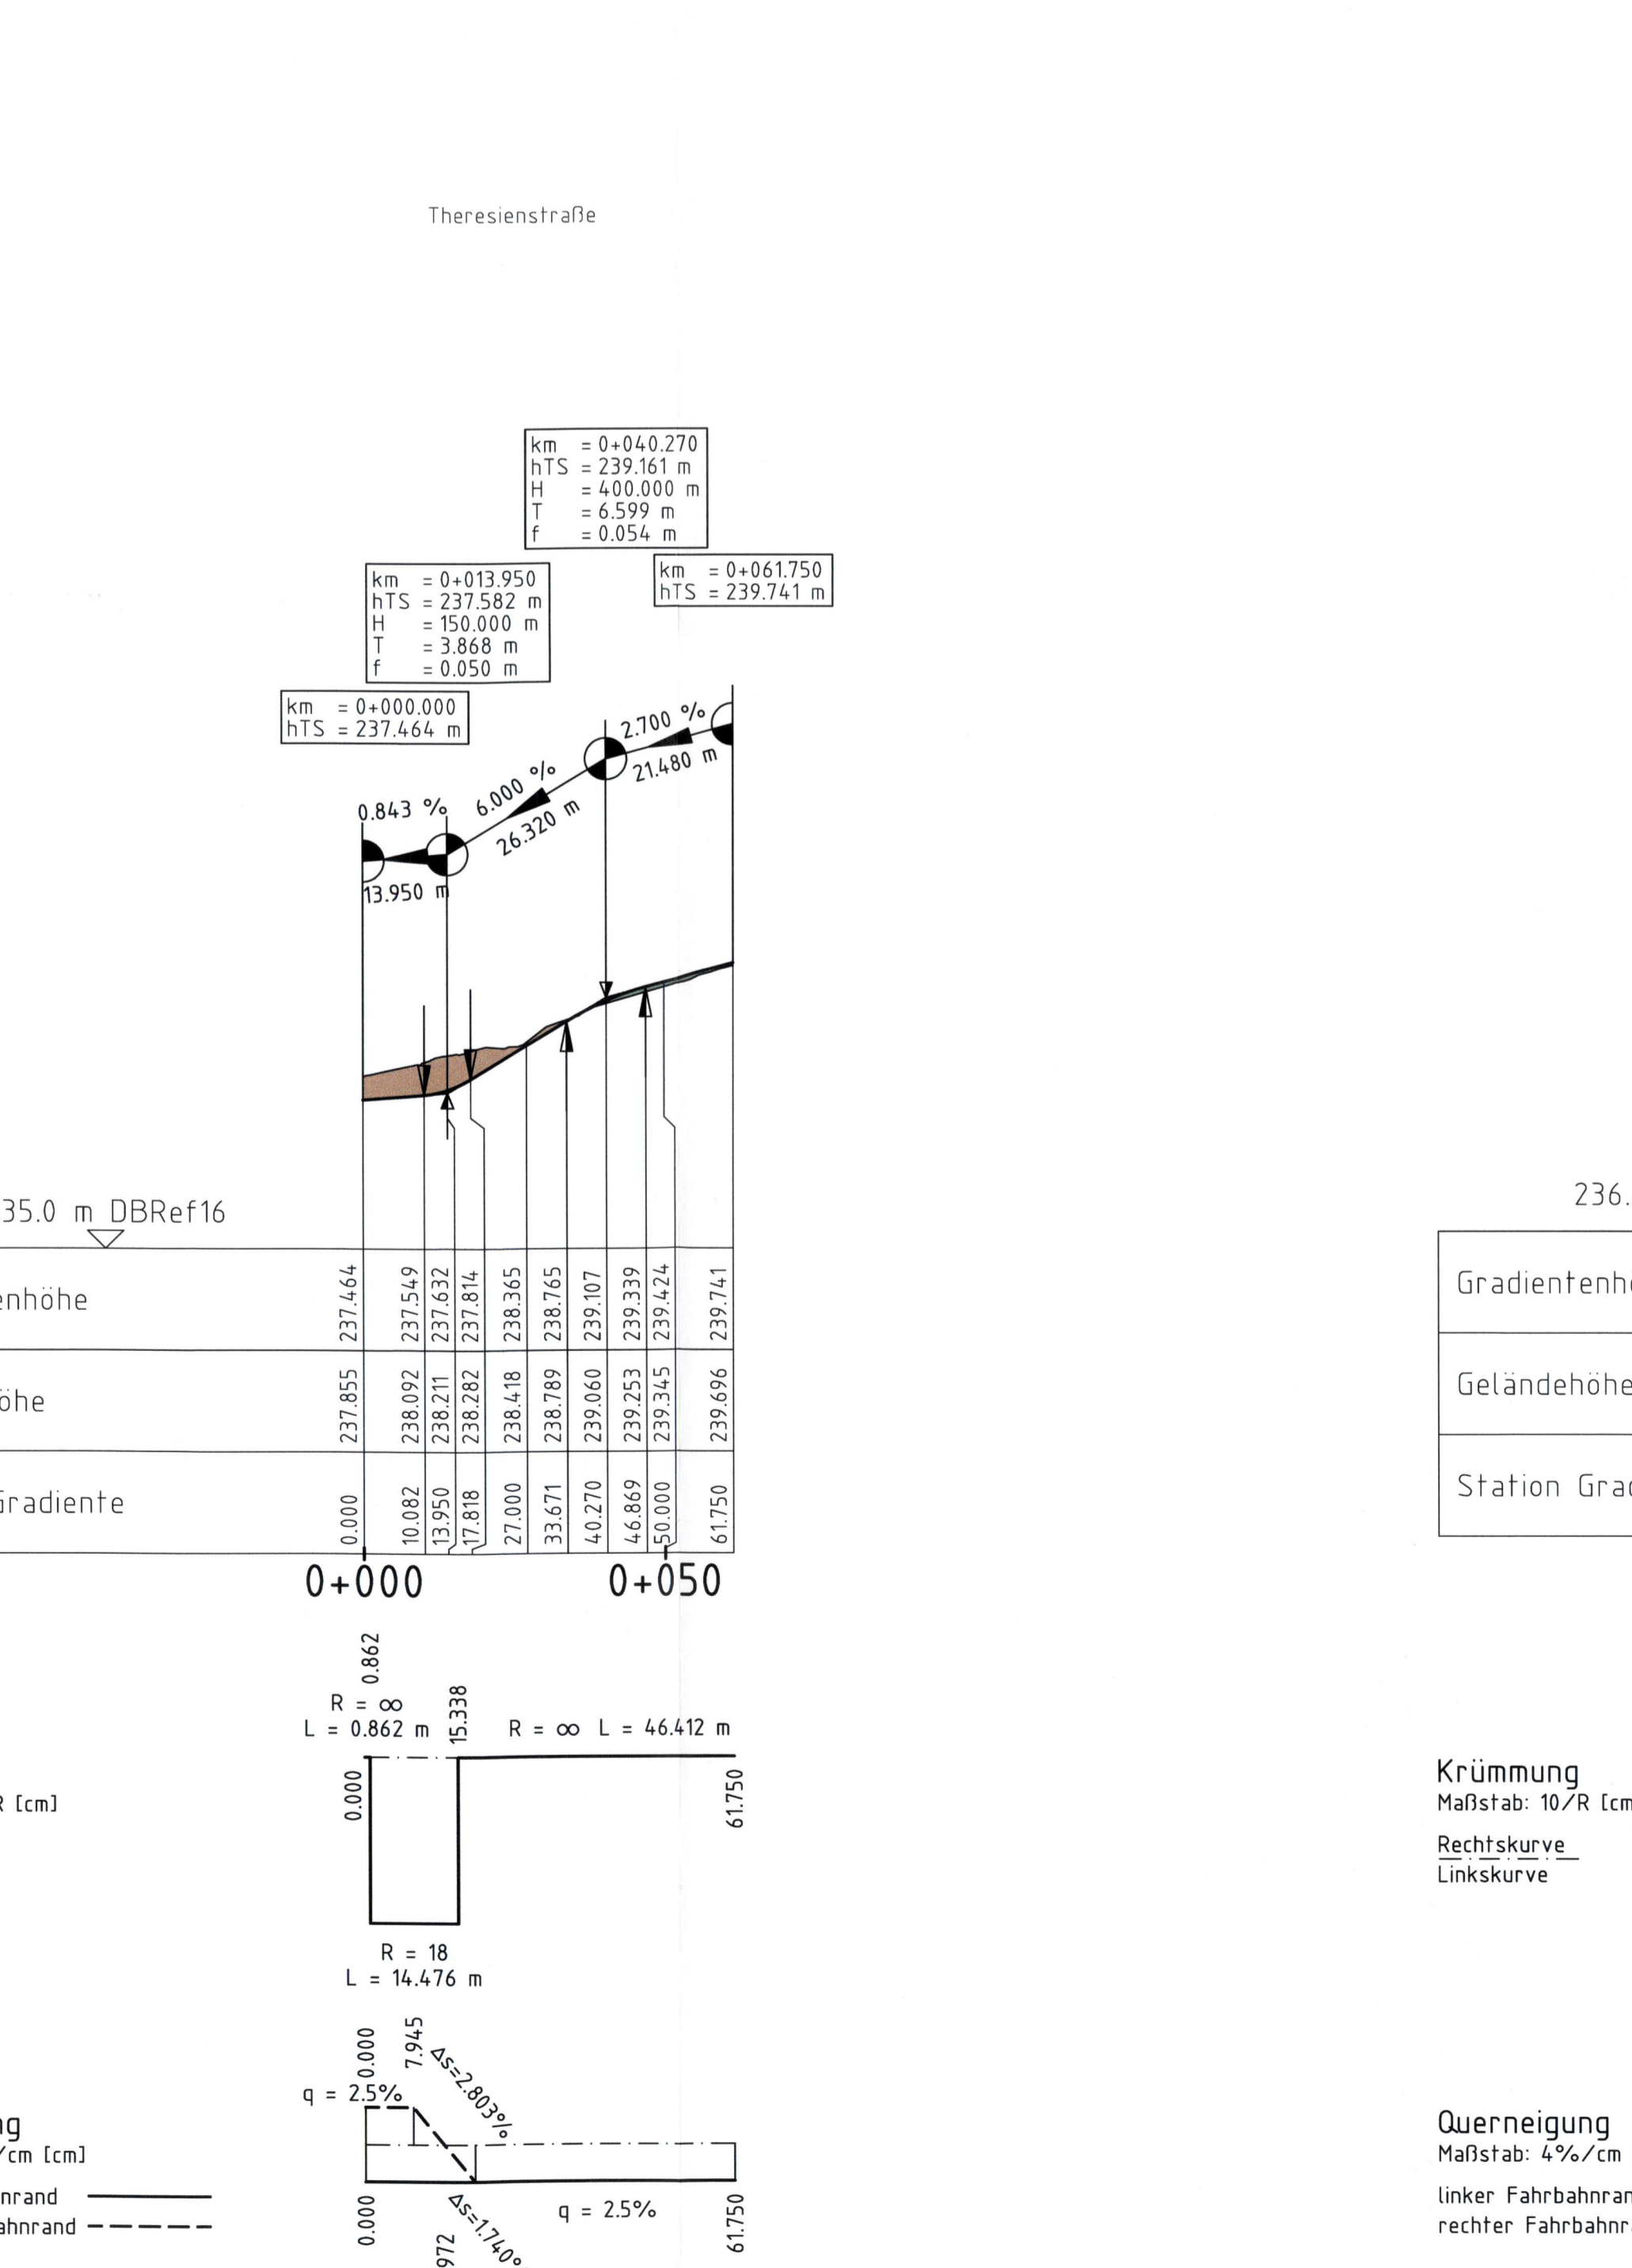 Theresienstraße
km = 0+040.270
hTS = 239.161 m
H = 400.000 m
T = 6.599 m
f = 0.054 m
km = 0+061.750
hTS = 239.741 m
km = 0+013.950
hTS = 237.582 m
H = 150.000 m
T = 3.868 m
f = 0.050 m
km = 0+000.000
hTS = 237.464 m
0.843 %
13.950 m
6.000 %
26.320 m
2.700 %
21.480 m
35.0 m DBRef16
236.
enhöhe
237.464 237.549 237.632 237.814 238.365 238.765 239.107 239.339 239.424 239.741
Gradientenhö
öhe
237.855 238.092 238.211 238.282 238.418 238.789 239.060 239.253 239.345 239.696
Geländehöhe
Gradiente
0.000 10.082 13.950 17.818 27.000 33.671 40.270 46.869 50.000 61.750
Station Grad
0+000 0+050
0.862
15.338
R = ∞
L = 0.862 m
R = ∞ L = 46.412 m
0.000
61.750
R [cm]
R = 18
L = 14.476 m
Krümmung
Maßstab: 10/R [cm
Rechtskurve
Linkskurve
0.000
7.945
Δs=2.803%
q = 2.5%
0.000
972
Δs=1.740°
q = 2.5%
61.750
ng
/cm [cm]
nrand
ahnrand
Querneigung
Maßstab: 4%/cm
linker Fahrbahnran
rechter Fahrbahnr